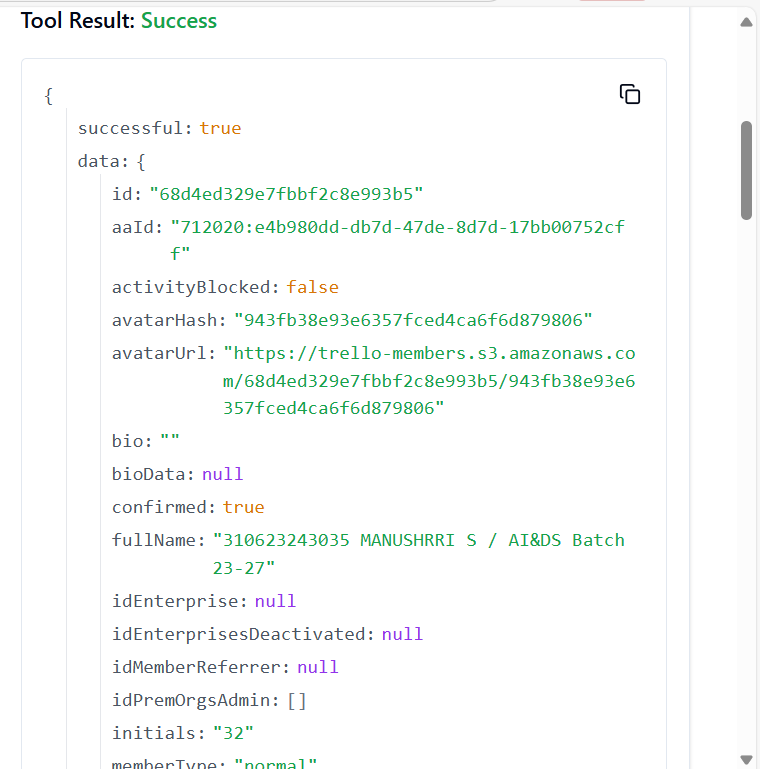 Tool Result: Success
{
successful: true
data: {
id: "68d4ed329e7fbbf2c8e993b5"
aaId: "712020:e4b980dd-db7d-47de-8d7d-17bb00752cf
f"
activityBlocked: false
avatarHash: "943fb38e93e6357fced4ca6f6d879806"
avatarUrl: "https://trello-members.s3.amazonaws.co
m/68d4ed329e7fbbf2c8e993b5/943fb38e93e6
357fced4ca6f6d879806"
bio: ""
bioData: null
confirmed: true
fullName: "310623243035 MANUSHRRI S / AI&DS Batch
23-27"
idEnterprise: null
idEnterprisesDeactivated: null
idMemberReferrer: null
idPremOrgsAdmin: []
initials: "32"
memberType: "normal"